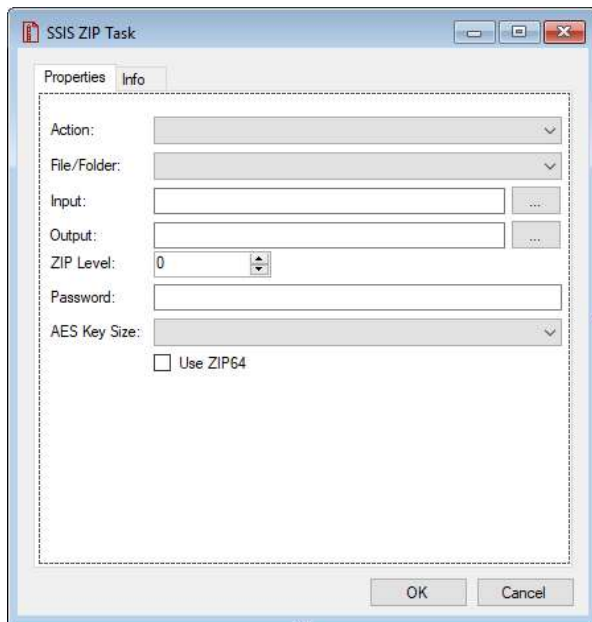 SSIS ZIP Task
Properties Info
Action:
File/Folder:
Input: ...
Output: ...
ZIP Level: 0
Password:
AES Key Size:
Use ZIP64
OK Cancel